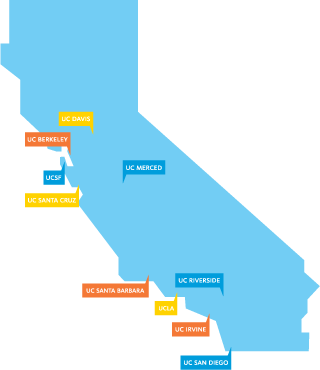 UC DAVIS
UC BERKELEY
UC MERCED
UCSF
UC SANTA CRUZ
UC RIVERSIDE
UC SANTA BARBARA
UCLA
UC IRVINE
UC SAN DIEGO